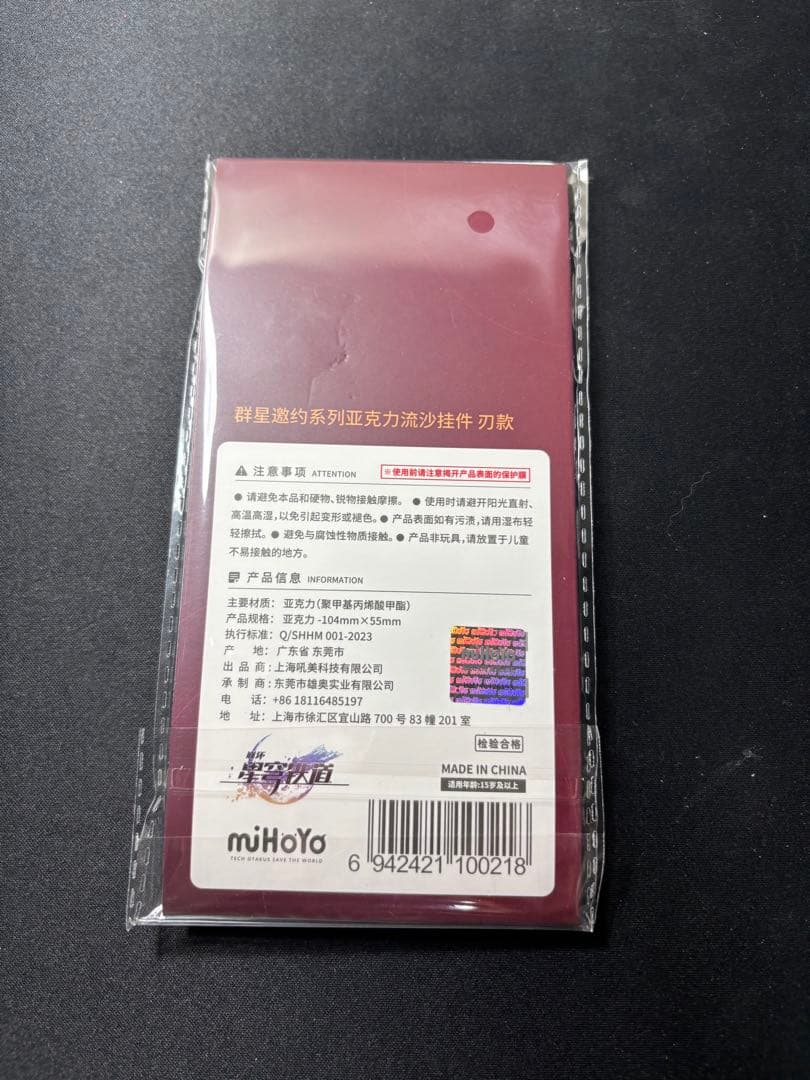 群星邀约系列亚克力流沙挂件 刃款
注意事项 ATTENTION ※使用前请注意揭开产品表面的保护膜
● 请避免本品和硬物、锐物接触摩擦。 ● 使用时请避开阳光直射、
高温高湿,以免引起变形或褪色。● 产品表面如有污渍,请用湿布轻
轻擦拭。● 避免与腐蚀性物质接触。● 产品非玩具,请放置于儿童
不易接触的地方。
产品信息 INFORMATION
主要材质: 亚克力(聚甲基丙烯酸甲酯)
产品规格: 亚克力 -104mm×55mm
执行标准: Q/SHHM 001-2023
产 地: 广东省 东莞市
出 品 商: 上海吼美科技有限公司
承 制 商: 东莞市雄奥实业有限公司
电 话: +86 18116485197
地 址: 上海市徐汇区宜山路 700 号 83 幢 201 室
miHoYo
检验合格
崩坏
星穹铁道
MADE IN CHINA
适用年龄:15岁及以上
miHoYo
TECH OTAKUS SAVE THE WORLD
6 942421 100218